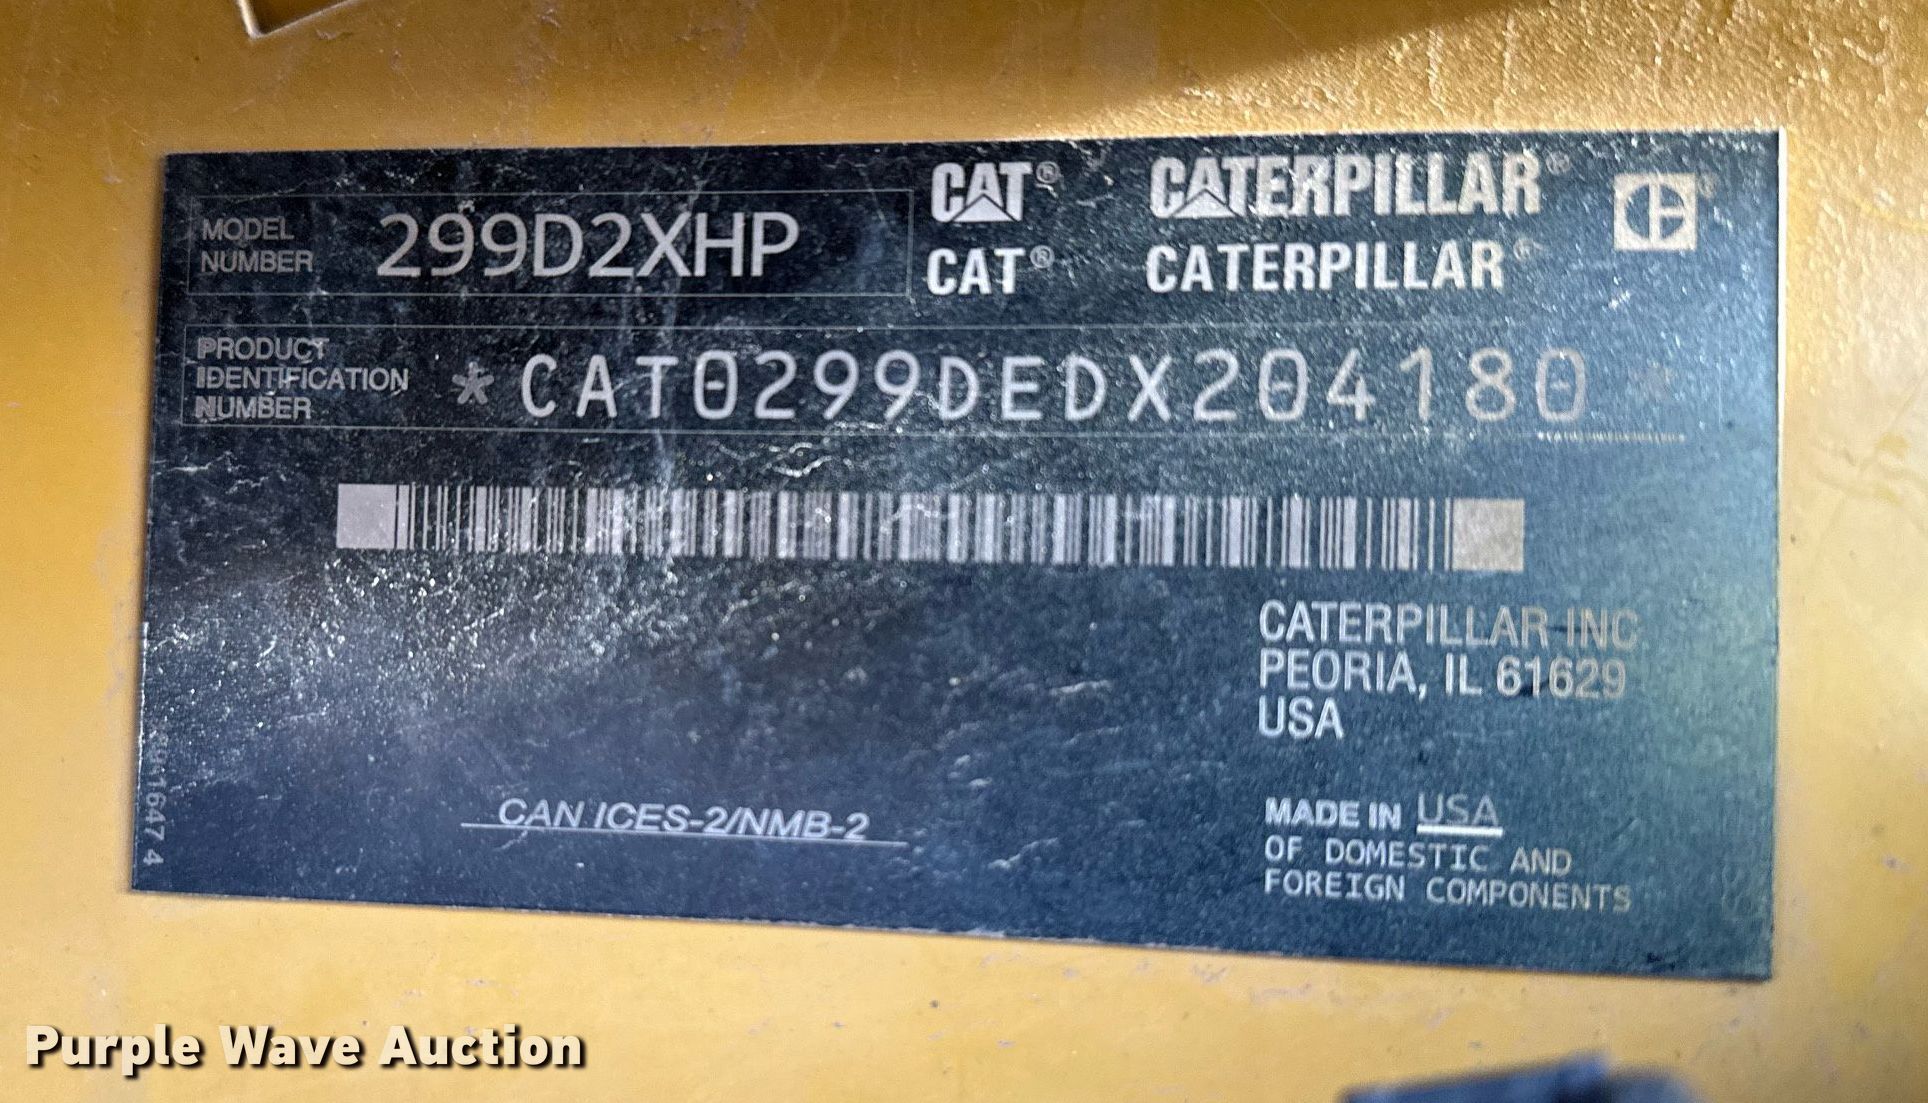 MODEL NUMBER 299D2XHP
CAT® CATERPILLAR®
CAT® CATERPILLAR®
PRODUCT IDENTIFICATION NUMBER *CAT0299DEDX204180*
CATERPILLAR INC
PEORIA, IL 61629
USA
CAN ICES-2/NMB-2
MADE IN USA
OF DOMESTIC AND
FOREIGN COMPONENTS
Purple Wave Auction